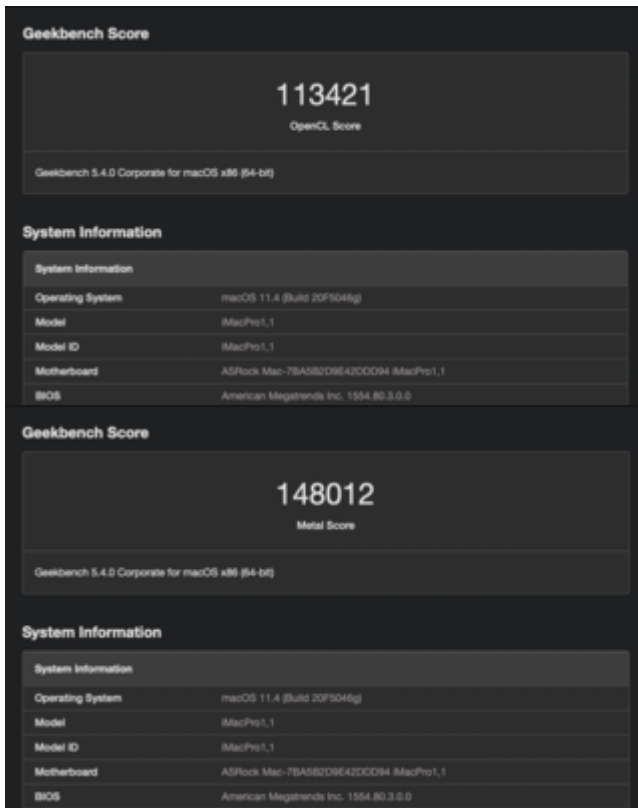 Geekbench Score
113421
OpenCL Score
Geekbench 5.4.0 Corporate for macOS x86 (64-bit)
System Information
System Information
Operating System macOS 11.4 (Build 20F5046g)
Model iMacPro1,1
Model ID iMacPro1,1
Motherboard ASRock Mac-7BA5B2D9E42DDD94 iMacPro1,1
BIOS American Megatrends Inc. 1554.80.3.0.0
Geekbench Score
148012
Metal Score
Geekbench 5.4.0 Corporate for macOS x86 (64-bit)
System Information
System Information
Operating System macOS 11.4 (Build 20F5046g)
Model iMacPro1,1
Model ID iMacPro1,1
Motherboard ASRock Mac-7BA5B2D9E42DDD94 iMacPro1,1
BIOS American Megatrends Inc. 1554.80.3.0.0